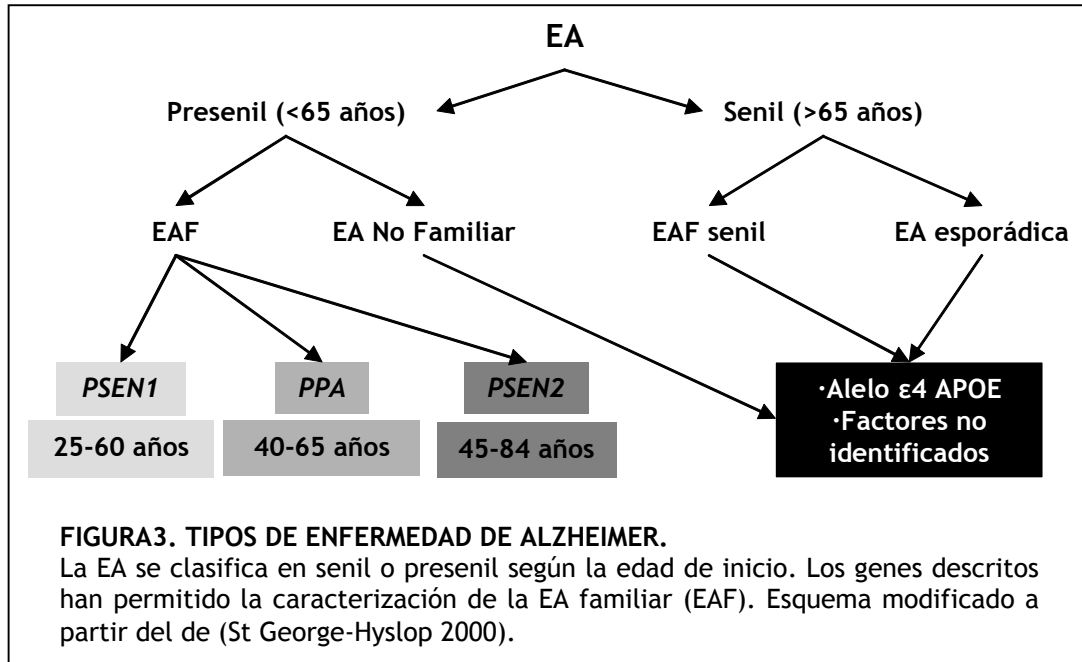 EA
Presenil (<65 años)
Senil (>65 años)
EAF
EA No Familiar
EAF senil
EA esporádica
PSEN1
PPA
PSEN2
25-60 años
40-65 años
45-84 años
·Alelo ε4 APOE
·Factores no
identificados
FIGURA3. TIPOS DE ENFERMEDAD DE ALZHEIMER.
La EA se clasifica en senil o presenil según la edad de inicio. Los genes descritos
han permitido la caracterización de la EA familiar (EAF). Esquema modificado a
partir del de (St George-Hyslop 2000).